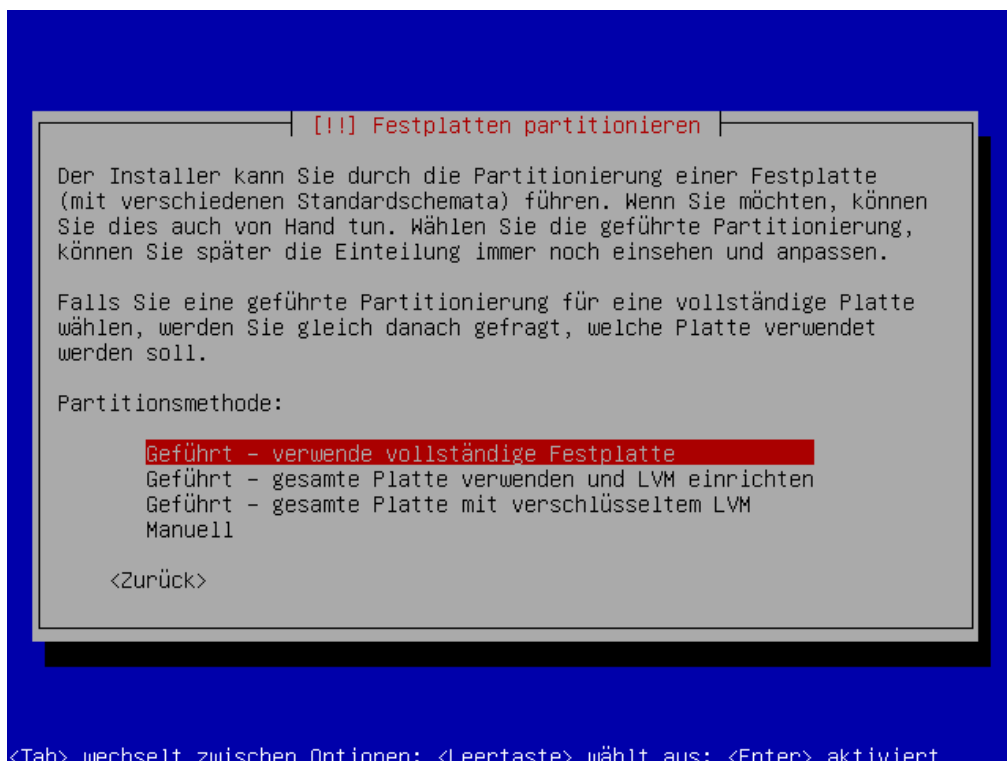 [!!] Festplatten partitionieren
Der Installer kann Sie durch die Partitionierung einer Festplatte
(mit verschiedenen Standardschemata) führen. Wenn Sie möchten, können
Sie dies auch von Hand tun. Wählen Sie die geführte Partitionierung,
können Sie später die Einteilung immer noch einsehen und anpassen.
Falls Sie eine geführte Partitionierung für eine vollständige Platte
wählen, werden Sie gleich danach gefragt, welche Platte verwendet
werden soll.
Partitionsmethode:
Geführt - verwende vollständige Festplatte
Geführt - gesamte Platte verwenden und LVM einrichten
Geführt - gesamte Platte mit verschlüsseltem LVM
Manuell
<Zurück>
<Tab> wechselt zwischen Optionen; <Leertaste> wählt aus; <Enter> aktiviert